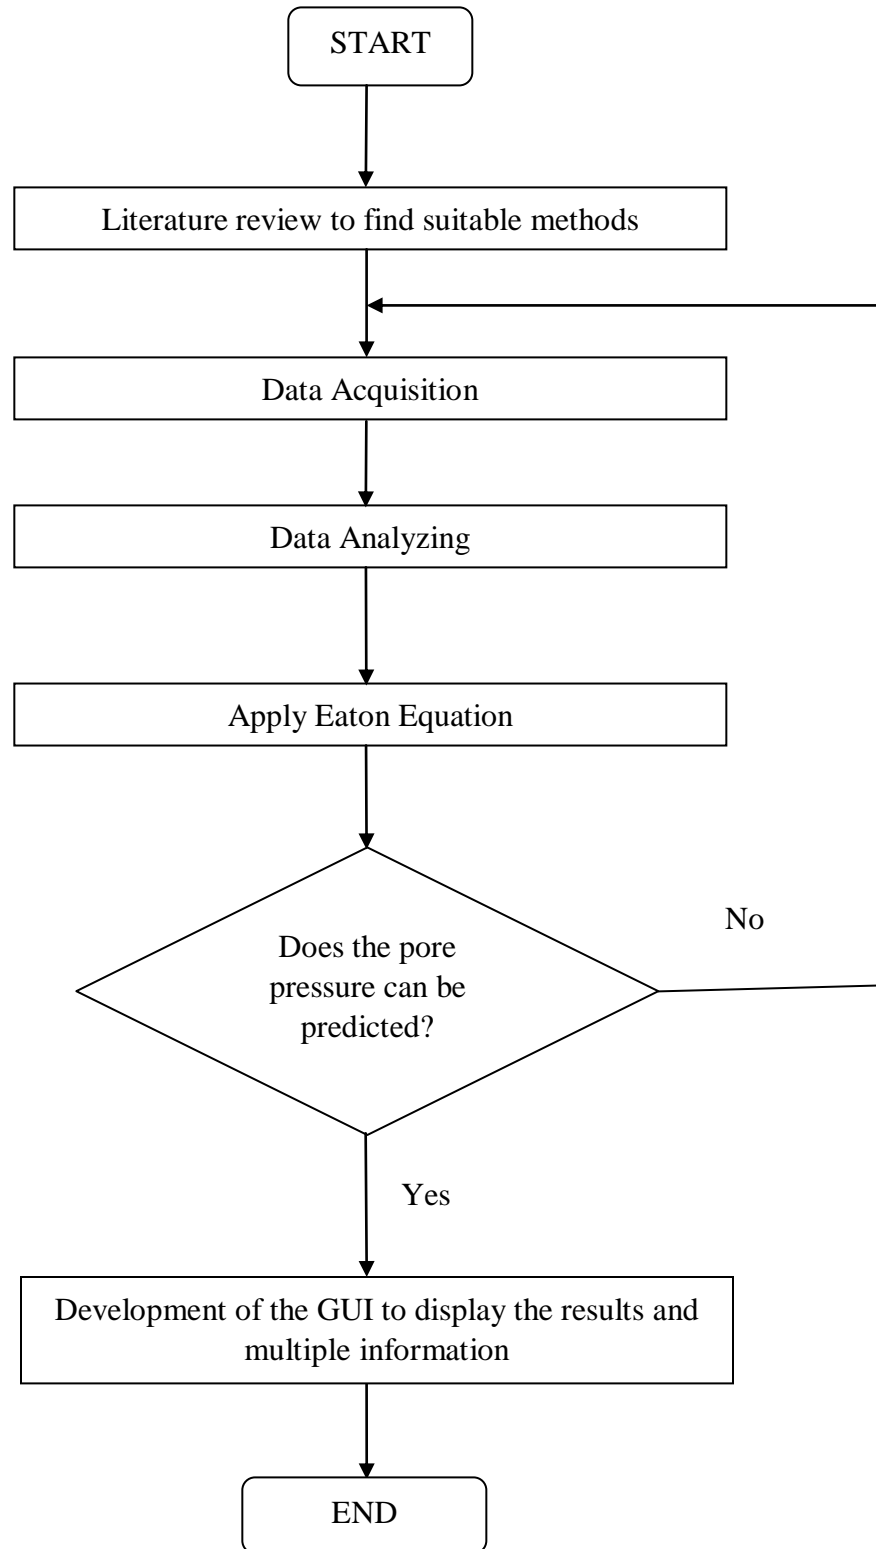 START
Literature review to find suitable methods
Data Acquisition
Data Analyzing
Apply Eaton Equation
No
Does the pore
pressure can be
predicted?
Yes
Development of the GUI to display the results and
multiple information
END